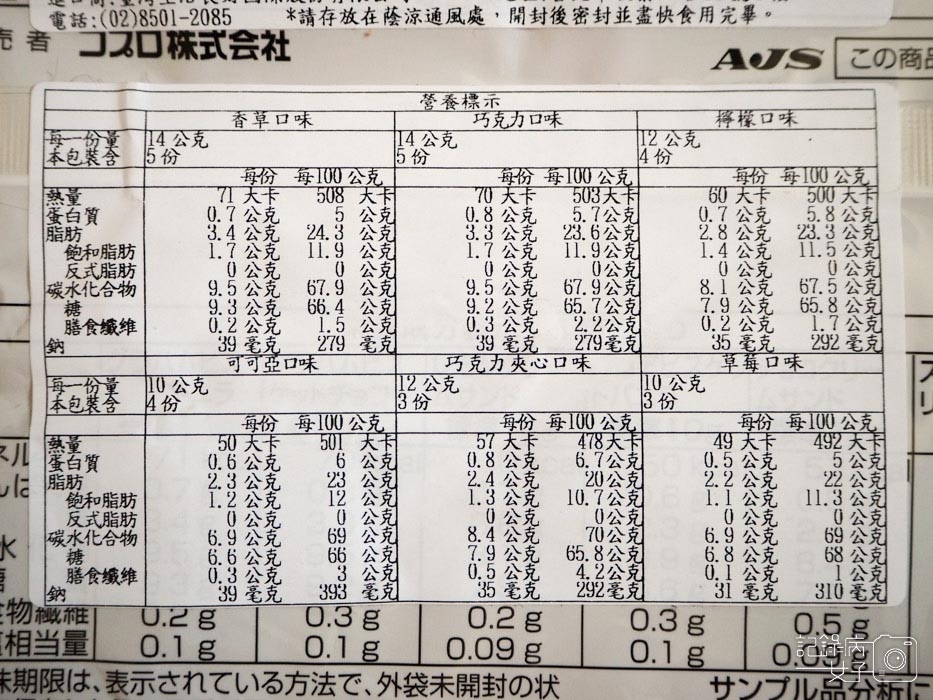 電話:(02)8501-2085 *請存放在陰涼通風處，開封後密封並盡快食用完畢。
売者 コプロ株式会社 AJS この商品
營養標示
香草口味 巧克力口味 檸檬口味
每一份量 14 公克 14 公克 12 公克
本包裝含 5 份 5 份 4 份
每份 每100 公克 每份 每100 公克 每份 每100 公克
熱量 71 大卡 508 大卡 70 大卡 503大卡 60 大卡 500 大卡
蛋白質 0.7 公克 5 公克 0.8 公克 5.7公克 0.7 公克 5.8 公克
脂肪 3.4 公克 24.3 公克 3.3 公克 23.6公克 2.8 公克 23.3 公克
飽和脂肪 1.7 公克 11.9 公克 1.7 公克 11.9公克 1.4 公克 11.5 公克
反式脂肪 0 公克 0 公克 0 公克 0公克 0 公克 0 公克
碳水化合物 9.5 公克 67.9 公克 9.5 公克 67.9公克 8.1 公克 67.5 公克
糖 9.3 公克 66.4 公克 9.2 公克 65.7公克 7.9 公克 65.8 公克
膳食纖維 0.2 公克 1.5 公克 0.3 公克 2.2公克 0.2 公克 1.7 公克
鈉 39 毫克 279 毫克 39 毫克 279毫克 35 毫克 292 毫克
可可亞口味 巧克力夾心口味 草莓口味
每一份量 10 公克 12 公克 10 公克
本包裝含 4 份 3 份 3 份
每份 每100 公克 每份 每100 公克 每份 每100 公克
熱量 50 大卡 501 大卡 57 大卡 478大卡 49 大卡 492 大卡
蛋白質 0.6 公克 6 公克 0.8 公克 6.7公克 0.5 公克 5 公克
脂肪 2.3 公克 23 公克 2.4 公克 20公克 2.2 公克 22 公克
飽和脂肪 1.2 公克 12 公克 1.3 公克 10.7公克 1.1 公克 11.3 公克
反式脂肪 0 公克 0 公克 0 公克 0公克 0 公克 0 公克
碳水化合物 6.9 公克 69 公克 8.4 公克 70公克 6.9 公克 69 公克
糖 6.6 公克 66 公克 7.9 公克 65.8公克 6.8 公克 68 公克
膳食纖維 0.3 公克 3 公克 0.5 公克 4.2公克 0.1 公克 1 公克
鈉 39 毫克 393 毫克 35 毫克 292毫克 31 毫克 310 毫克
食物繊維 0.2 g 0.3 g 0.2 g 0.3 g 0.5 g
相当量 0.1 g 0.1 g 0.09 g 0.1 g
味期限は、表示されている方法で、外袋未開封の状
サンプル品分析に
記錄肉女子